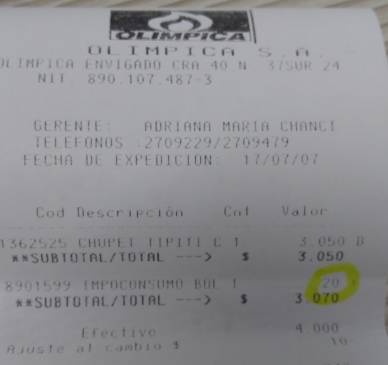 OLIMPICA
OLIMPICA S.A.
OLIMPICA ENVIGADO CRA 40 N 37SUR 24
NIT. 890.107.487-3
GERENTE: ADRIANA MARIA CHANCI
TELEFONOS :2709229/2709479
FECHA DE EXPEDICION: 17/07/07
Cod Descripción Cnt Valor
1362525 CHUPET TIPITI C 1 3.050 B
**SUBTOTAL/TOTAL ---> $ 3.050
8901599 IMPOCONSUMO BOL 1 20
**SUBTOTAL/TOTAL ---> $ 3.070
Efectivo 4.000
Ajuste al cambio $ 10